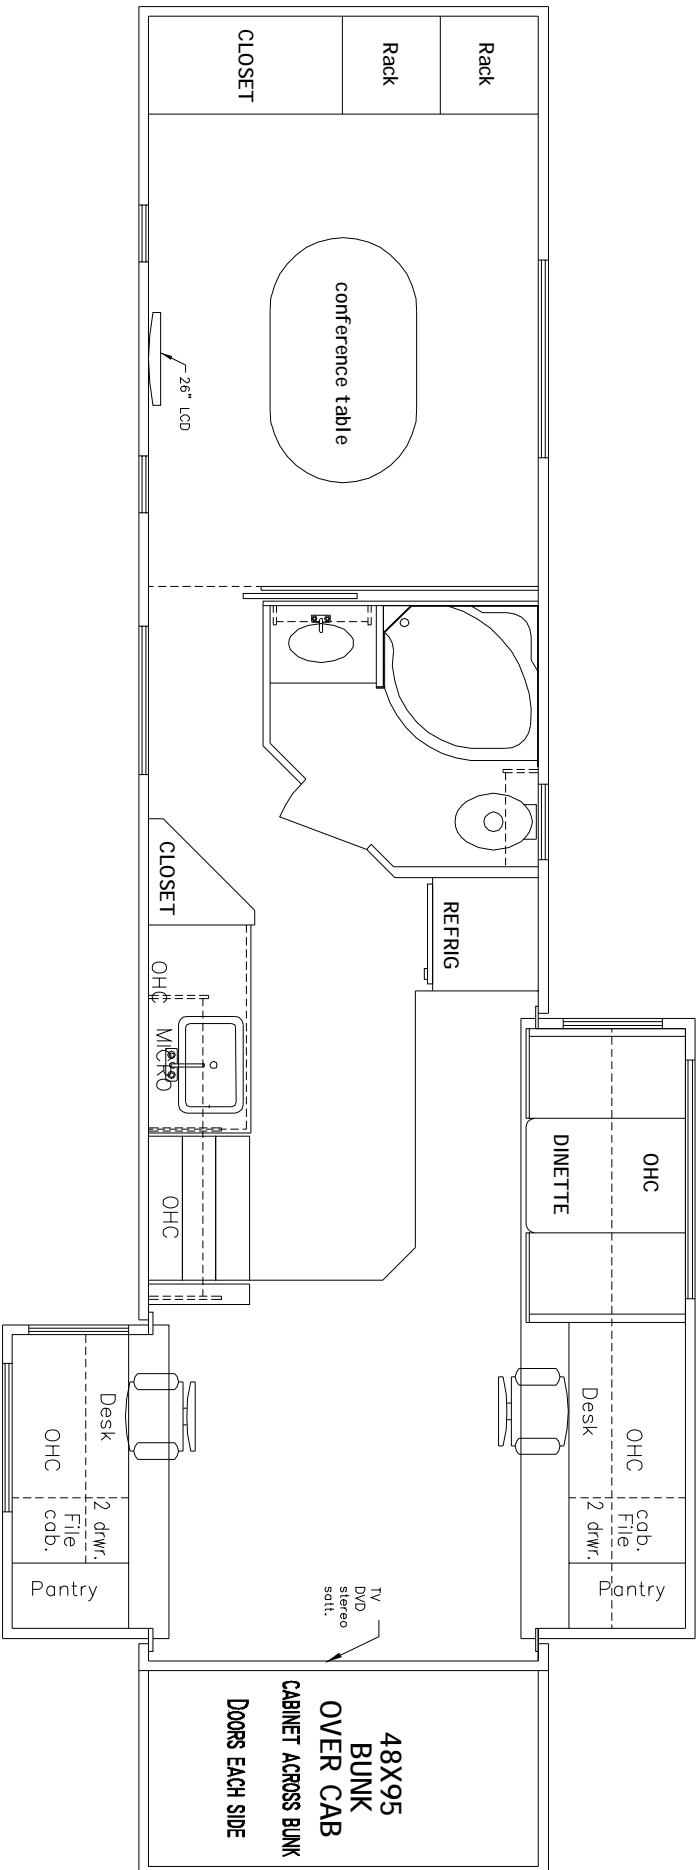 CLOSET
Rack
Rack
conference table
26" LCD
CLOSET
REFRIG
OHC
MICRO
OHC
OHC
DINETTE
Desk
OHC
2 drwr.
File
cab.
Pantry
Desk
OHC
cab.
File
2 drwr.
Pantry
TV
DVD
stereo
satt.
48X95
BUNK
OVER CAB
CABINET ACROSS BUNK
DOORS EACH SIDE